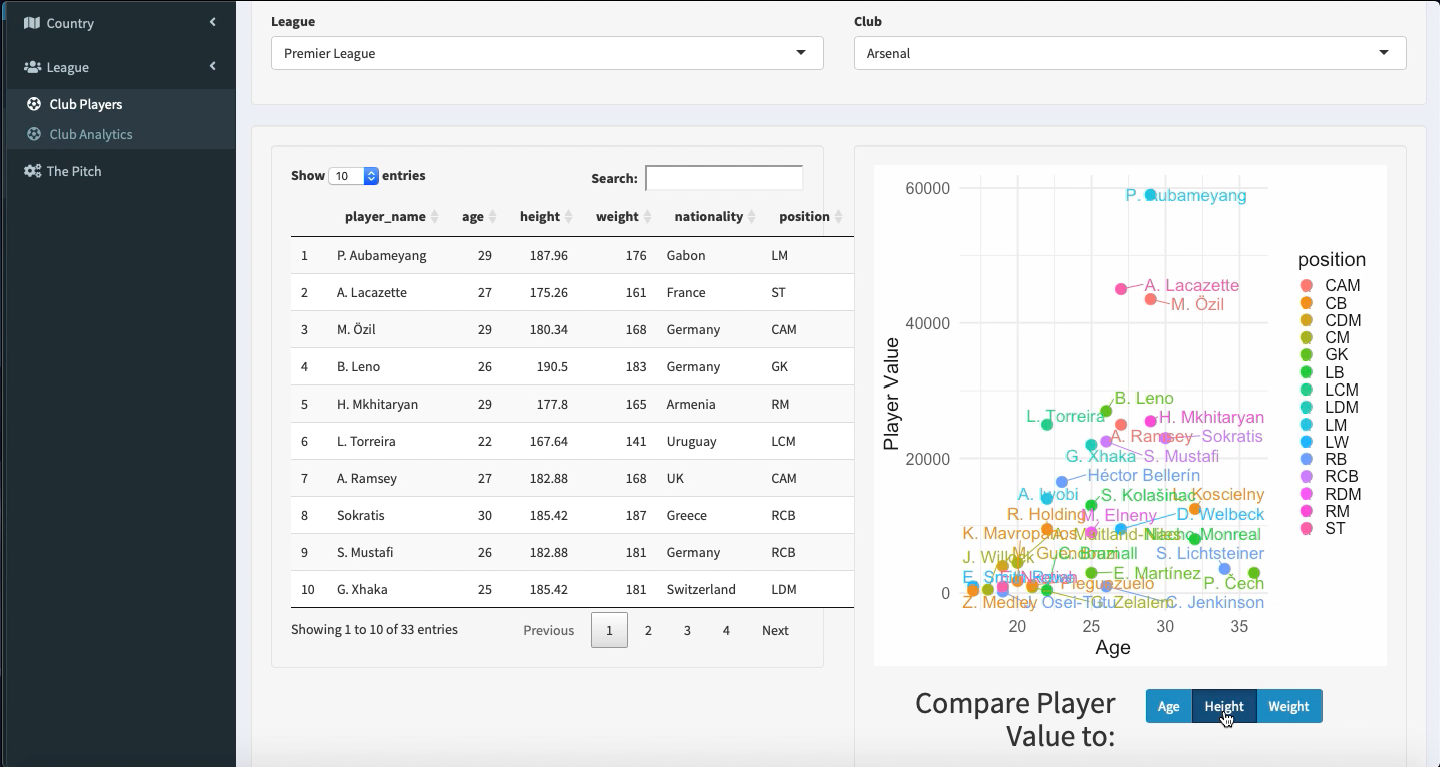 Country
League
Club Players
Club Analytics
The Pitch
League
Club
Premier League
Arsenal
Show 10 entries
Search:
player_name age height weight nationality position
1 P. Aubameyang 29 187.96 176 Gabon LM
2 A. Lacazette 27 175.26 161 France ST
3 M. Özil 29 180.34 168 Germany CAM
4 B. Leno 26 190.5 183 Germany GK
5 H. Mkhitaryan 29 177.8 165 Armenia RM
6 L. Torreira 22 167.64 141 Uruguay LCM
7 A. Ramsey 27 182.88 168 UK CAM
8 Sokratis 30 185.42 187 Greece RCB
9 S. Mustafi 26 182.88 181 Germany RCB
10 G. Xhaka 25 185.42 181 Switzerland LDM
Showing 1 to 10 of 33 entries
Previous 1 2 3 4 Next
Player Value
60000
40000
20000
0
P. Aubameyang
A. Lacazette
M. Özil
B. Leno
L. Torreira
H. Mkhitaryan
A. Ramsey
Sokratis
G. Xhaka
S. Mustafi
Héctor Bellerín
A. Iwobi
S. Kolašinac
L. Koscielny
R. Holding
M. Elneny
D. Welbeck
K. Mavropanos
A. Maitland-Niles
Nacho Monreal
J. Willock
M. Guendouzi
C. Bramall
S. Lichtsteiner
E. Smith Rowe
E. Martínez
P. Čech
Z. Medley
J. Osei-Tutu
G. Zelalem
C. Jenkinson
20 25 30 35
Age
position
CAM
CB
CDM
CM
GK
LB
LCM
LDM
LM
LW
RB
RCB
RDM
RM
ST
Compare Player
Value to:
Age Height Weight